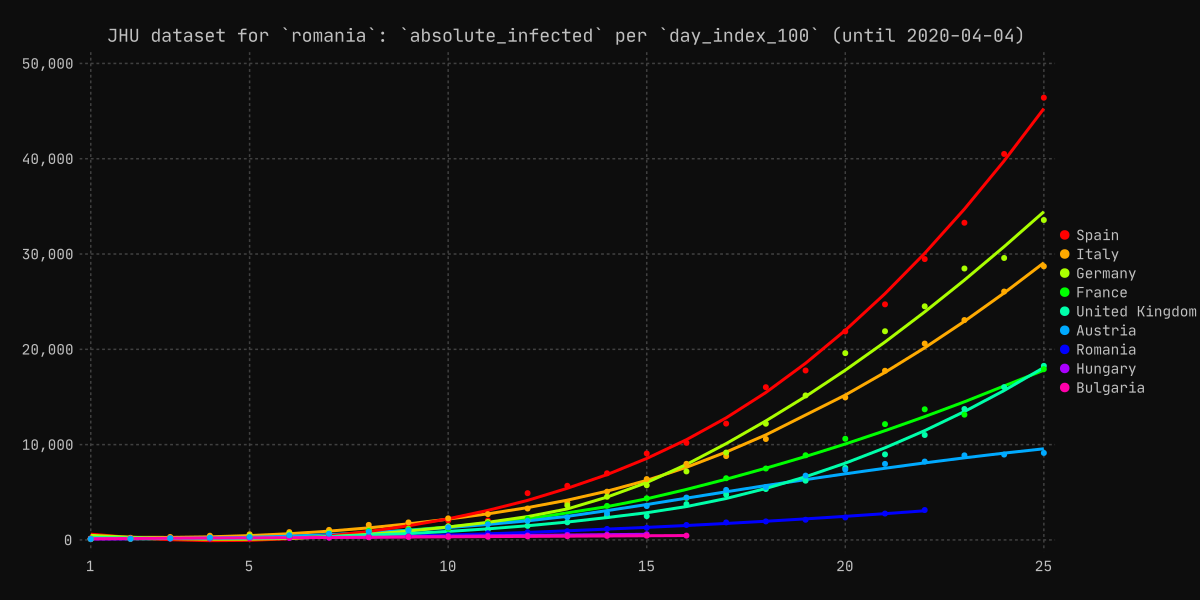 JHU dataset for `romania`: `absolute_infected` per `day_index_100` (until 2020-04-04)
50,000
40,000
30,000
20,000
10,000
0
1 5 10 15 20 25
Spain
Italy
Germany
France
United Kingdom
Austria
Romania
Hungary
Bulgaria